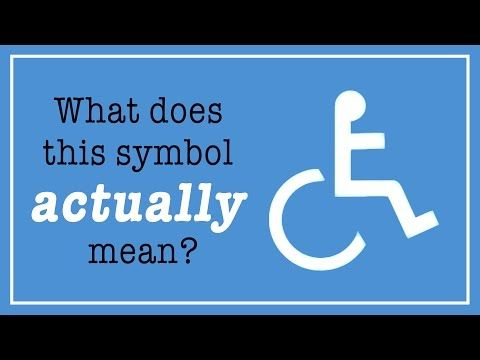 What does
this symbol
actually
mean?